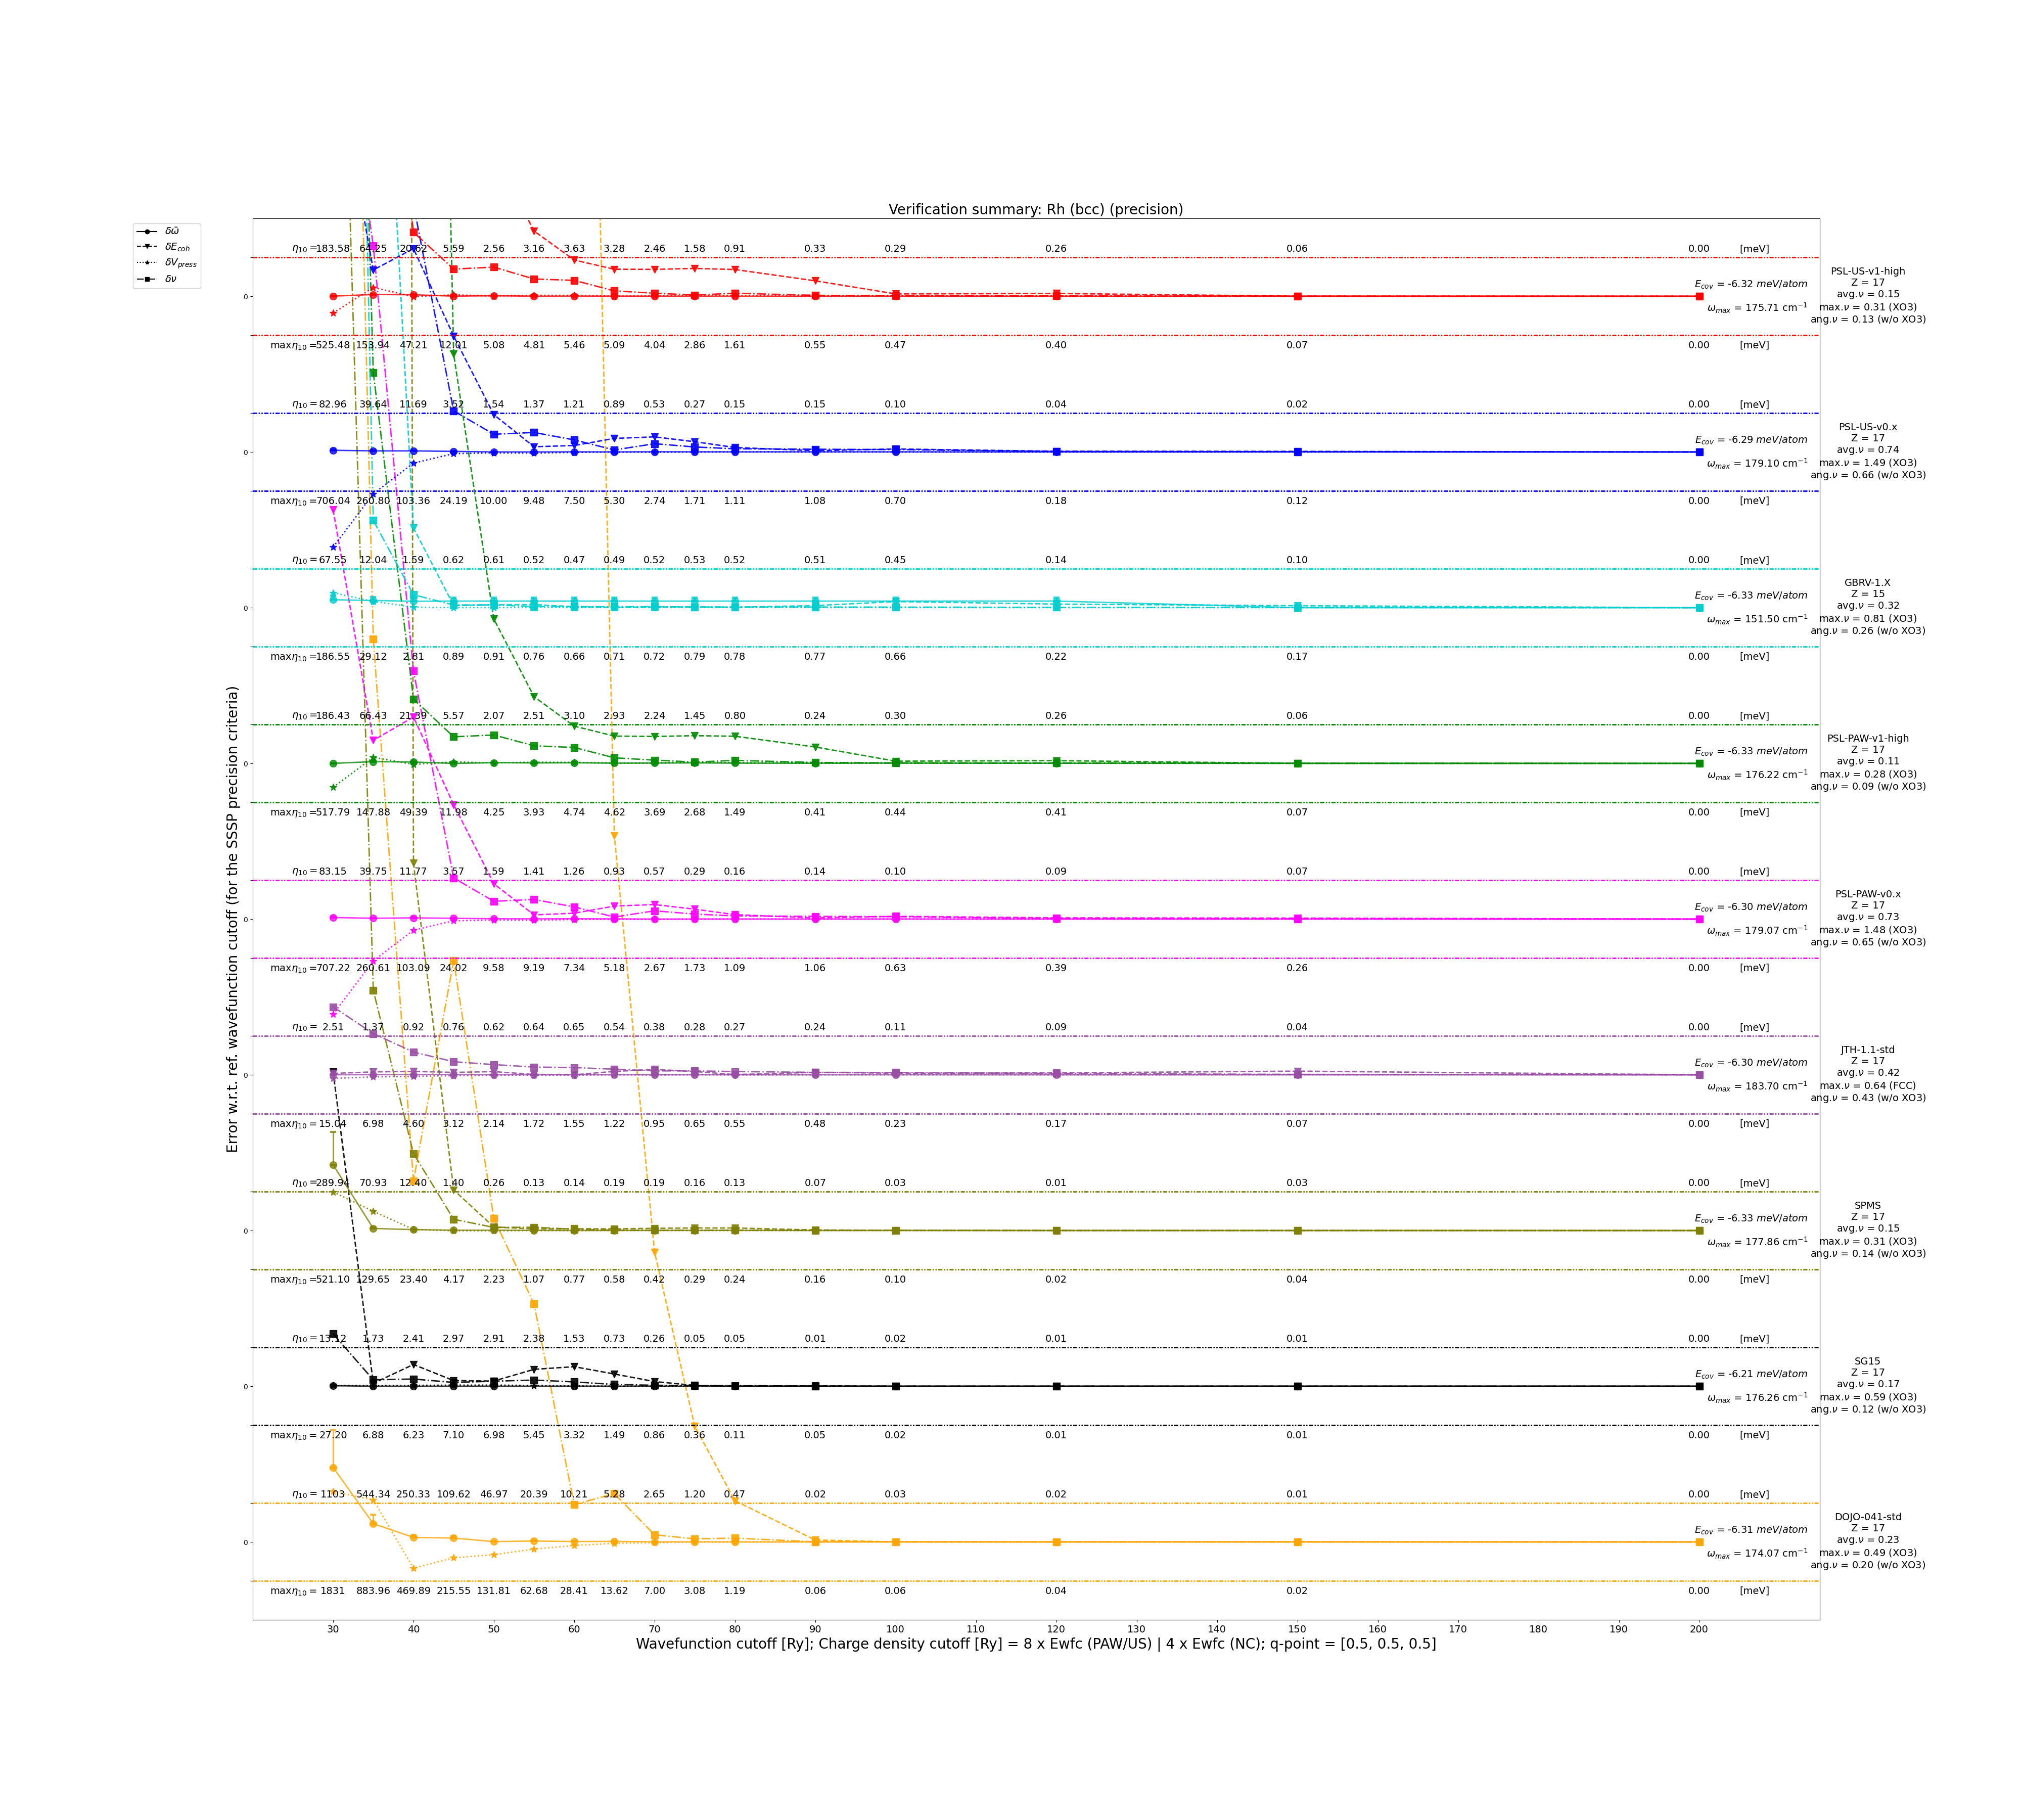 Verification summary: Rh (bcc) (precision)
δω̄
δE_coh
δV_press
δν
η₁₀ = 183.58 64.25 20.62 5.59 2.56 3.16 3.63 3.28 2.46 1.58 0.91 0.33 0.29 0.26 0.06 0.00 [meV]
0
E_cov = -6.32 meV/atom
ω_max = 175.71 cm⁻¹
PSL-US-v1-high
Z = 17
avg.ν = 0.15
max.ν = 0.31 (XO3)
ang.ν = 0.13 (w/o XO3)
maxη₁₀ = 525.48 153.94 47.21 12.01 5.08 4.81 5.46 5.09 4.04 2.86 1.61 0.55 0.47 0.40 0.07 0.00 [meV]
η₁₀ = 82.96 39.64 11.69 3.52 1.54 1.37 1.21 0.89 0.53 0.27 0.15 0.15 0.10 0.04 0.02 0.00 [meV]
0
E_cov = -6.29 meV/atom
ω_max = 179.10 cm⁻¹
PSL-US-v0.x
Z = 17
avg.ν = 0.74
max.ν = 1.49 (XO3)
ang.ν = 0.66 (w/o XO3)
maxη₁₀ = 706.04 260.80 103.36 24.19 10.00 9.48 7.50 5.30 2.74 1.71 1.11 1.08 0.70 0.18 0.12 0.00 [meV]
η₁₀ = 67.55 12.04 1.59 0.62 0.61 0.52 0.47 0.49 0.52 0.53 0.52 0.51 0.45 0.14 0.10 0.00 [meV]
0
E_cov = -6.33 meV/atom
ω_max = 151.50 cm⁻¹
GBRV-1.X
Z = 15
avg.ν = 0.32
max.ν = 0.81 (XO3)
ang.ν = 0.26 (w/o XO3)
maxη₁₀ = 186.55 29.12 2.81 0.89 0.91 0.76 0.66 0.71 0.72 0.79 0.78 0.77 0.66 0.22 0.17 0.00 [meV]
η₁₀ = 186.43 66.43 21.39 5.57 2.07 2.51 3.10 2.93 2.24 1.45 0.80 0.24 0.30 0.26 0.06 0.00 [meV]
0
E_cov = -6.33 meV/atom
ω_max = 176.22 cm⁻¹
PSL-PAW-v1-high
Z = 17
avg.ν = 0.11
max.ν = 0.28 (XO3)
ang.ν = 0.09 (w/o XO3)
maxη₁₀ = 517.79 147.88 49.39 11.98 4.25 3.93 4.74 4.62 3.69 2.68 1.49 0.41 0.44 0.41 0.07 0.00 [meV]
η₁₀ = 83.15 39.75 11.77 3.57 1.59 1.41 1.26 0.93 0.57 0.29 0.16 0.14 0.10 0.09 0.07 0.00 [meV]
0
E_cov = -6.30 meV/atom
ω_max = 179.07 cm⁻¹
PSL-PAW-v0.x
Z = 17
avg.ν = 0.73
max.ν = 1.48 (XO3)
ang.ν = 0.65 (w/o XO3)
maxη₁₀ = 707.22 260.61 103.09 24.02 9.58 9.19 7.34 5.18 2.67 1.73 1.09 1.06 0.63 0.39 0.26 0.00 [meV]
η₁₀ = 2.51 1.37 0.92 0.76 0.62 0.64 0.65 0.54 0.38 0.28 0.27 0.24 0.11 0.09 0.04 0.00 [meV]
0
E_cov = -6.30 meV/atom
ω_max = 183.70 cm⁻¹
JTH-1.1-std
Z = 17
avg.ν = 0.42
max.ν = 0.64 (FCC)
ang.ν = 0.43 (w/o XO3)
maxη₁₀ = 15.04 6.98 4.60 3.12 2.14 1.72 1.55 1.22 0.95 0.65 0.55 0.48 0.23 0.17 0.07 0.00 [meV]
η₁₀ = 289.94 70.93 12.40 1.40 0.26 0.13 0.14 0.19 0.19 0.16 0.13 0.07 0.03 0.01 0.03 0.00 [meV]
0
E_cov = -6.33 meV/atom
ω_max = 177.86 cm⁻¹
SPMS
Z = 17
avg.ν = 0.15
max.ν = 0.31 (XO3)
ang.ν = 0.14 (w/o XO3)
maxη₁₀ = 521.10 129.65 23.40 4.17 2.23 1.07 0.77 0.58 0.42 0.29 0.24 0.16 0.10 0.02 0.04 0.00 [meV]
η₁₀ = 13.12 1.73 2.41 2.97 2.91 2.38 1.53 0.73 0.26 0.05 0.05 0.01 0.02 0.01 0.01 0.00 [meV]
0
E_cov = -6.21 meV/atom
ω_max = 176.26 cm⁻¹
SG15
Z = 17
avg.ν = 0.17
max.ν = 0.59 (XO3)
ang.ν = 0.12 (w/o XO3)
maxη₁₀ = 27.20 6.88 6.23 7.10 6.98 5.45 3.32 1.49 0.86 0.36 0.11 0.05 0.02 0.01 0.01 0.00 [meV]
η₁₀ = 1103 544.34 250.33 109.62 46.97 20.39 10.21 5.28 2.65 1.20 0.47 0.02 0.03 0.02 0.01 0.00 [meV]
0
E_cov = -6.31 meV/atom
ω_max = 174.07 cm⁻¹
DOJO-041-std
Z = 17
avg.ν = 0.23
max.ν = 0.49 (XO3)
ang.ν = 0.20 (w/o XO3)
maxη₁₀ = 1831 883.96 469.89 215.55 131.81 62.68 28.41 13.62 7.00 3.08 1.19 0.06 0.06 0.04 0.02 0.00 [meV]
30 40 50 60 70 80 90 100 110 120 130 140 150 160 170 180 190 200
Wavefunction cutoff [Ry]; Charge density cutoff [Ry] = 8 x Ewfc (PAW/US) | 4 x Ewfc (NC); q-point = [0.5, 0.5, 0.5]
Error w.r.t. ref. wavefunction cutoff (for the SSSP precision criteria)